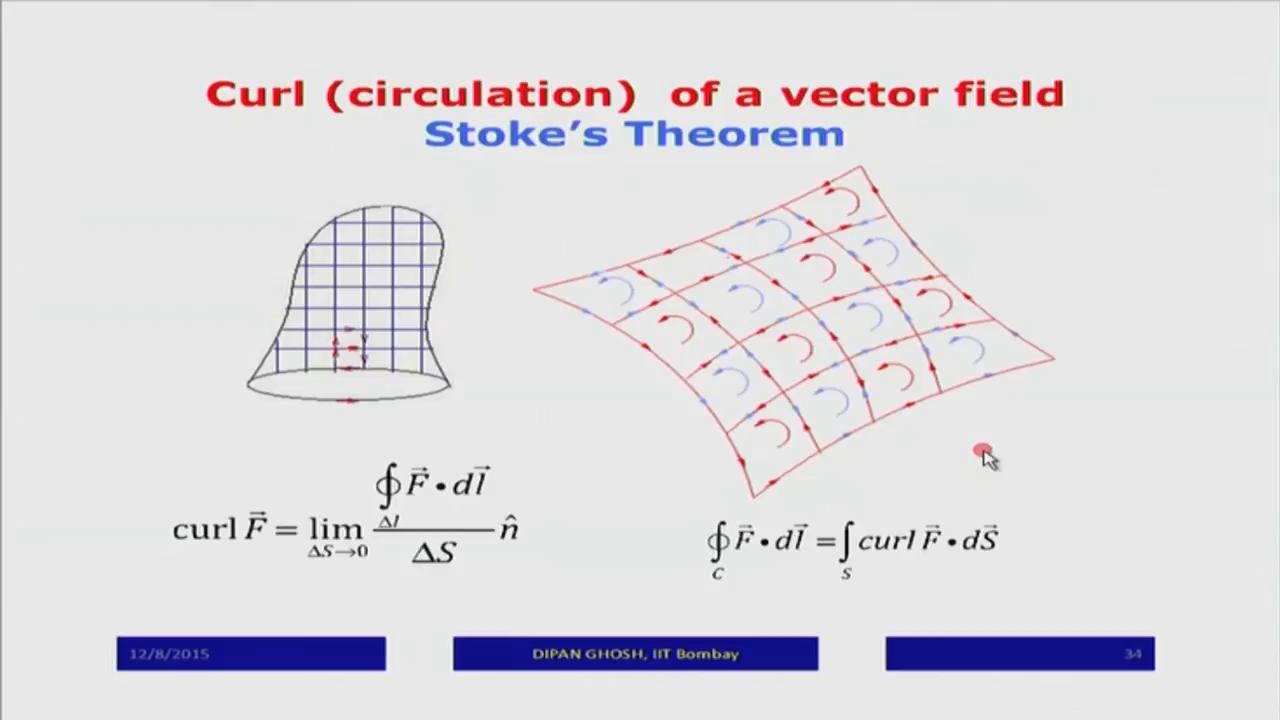 Curl (circulation) of a vector field
Stoke’s Theorem
curl F⃗ = lim ΔS→0 ∮Δl F⃗ • dl⃗ / ΔS n̂
∮C F⃗ • dl⃗ = ∫S curl F⃗ • dS⃗
12/8/2015
DIPAN GHOSH, IIT Bombay
34